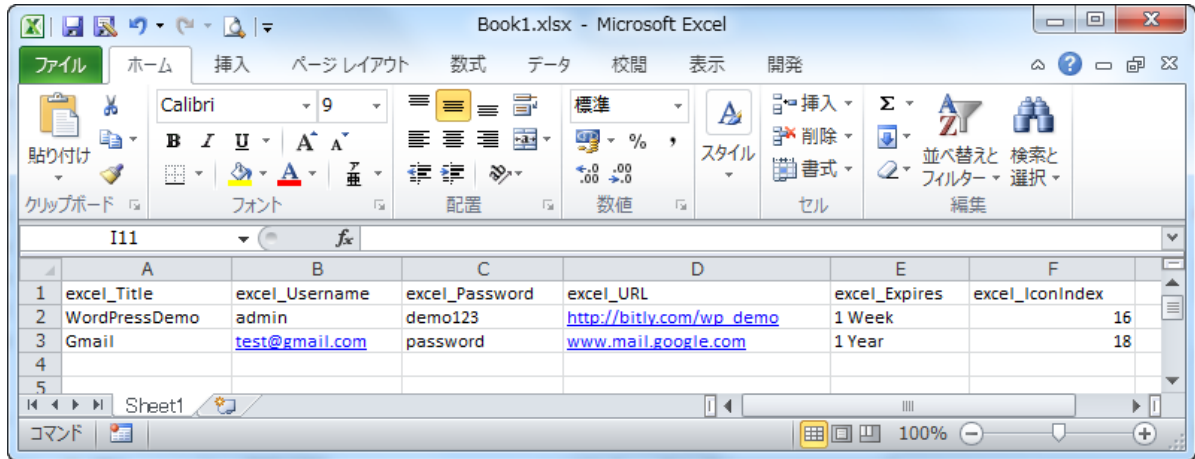 Book1.xlsx - Microsoft Excel
ファイル ホーム 挿入 ページ レイアウト 数式 データ 校閲 表示 開発
Calibri 9 標準 挿入 Σ
B I U A A % , 削除
貼り付け スタイル 書式 並べ替えと フィルター 検索と 選択
クリップボード フォント 配置 数値 セル 編集
I11 fx
A B C D E F
1 excel_Title excel_Username excel_Password excel_URL excel_Expires excel_IconIndex
2 WordPressDemo admin demo123 http://bitly.com/wp_demo 1 Week 16
3 Gmail test@gmail.com password www.mail.google.com 1 Year 18
4
5
Sheet1
コマンド 100%